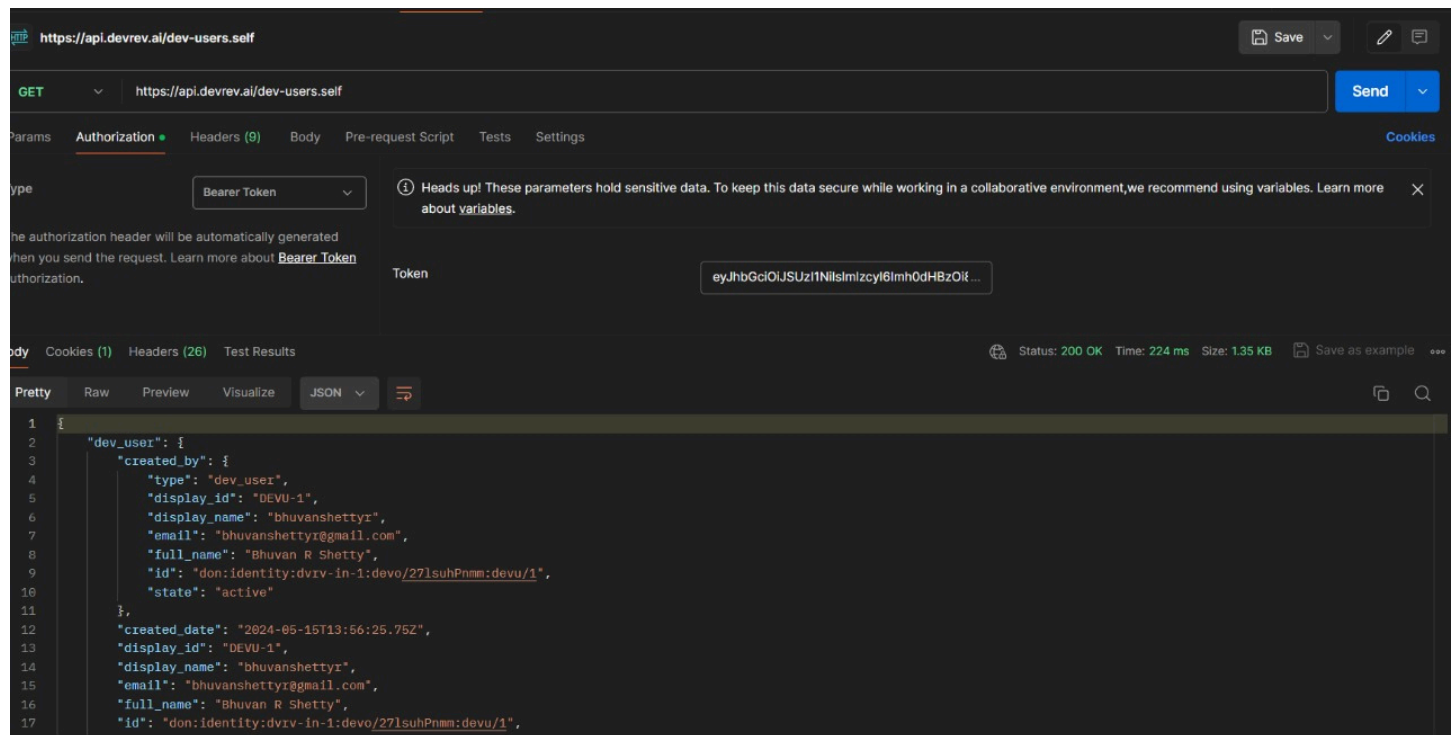 HTTP https://api.devrev.ai/dev-users.self Save
GET https://api.devrev.ai/dev-users.self Send
Params Authorization Headers (9) Body Pre-request Script Tests Settings Cookies
ype Bearer Token
Heads up! These parameters hold sensitive data. To keep this data secure while working in a collaborative environment,we recommend using variables. Learn more
about variables.
he authorization header will be automatically generated
when you send the request. Learn more about Bearer Token
uthorization.
Token
ody Cookies (1) Headers (26) Test Results Status: 200 OK Time: 224 ms Size: 1.35 KB Save as example
Pretty Raw Preview Visualize JSON
1 {
2 "dev_user": {
3 "created_by": {
4 "type": "dev_user",
5 "display_id": "DEVU-1",
6 "display_name": "bhuvanshettyr",
7 "email": "bhuvanshettyr@gmail.com",
8 "full_name": "Bhuvan R Shetty",
9 "id": "don:identity:dvrv-in-1:devo/27lsuhPnmm:devu/1",
10 "state": "active"
11 },
12 "created_date": "2024-05-15T13:56:25.75Z",
13 "display_id": "DEVU-1",
14 "display_name": "bhuvanshettyr",
15 "email": "bhuvanshettyr@gmail.com",
16 "full_name": "Bhuvan R Shetty",
17 "id": "don:identity:dvrv-in-1:devo/27lsuhPnmm:devu/1",